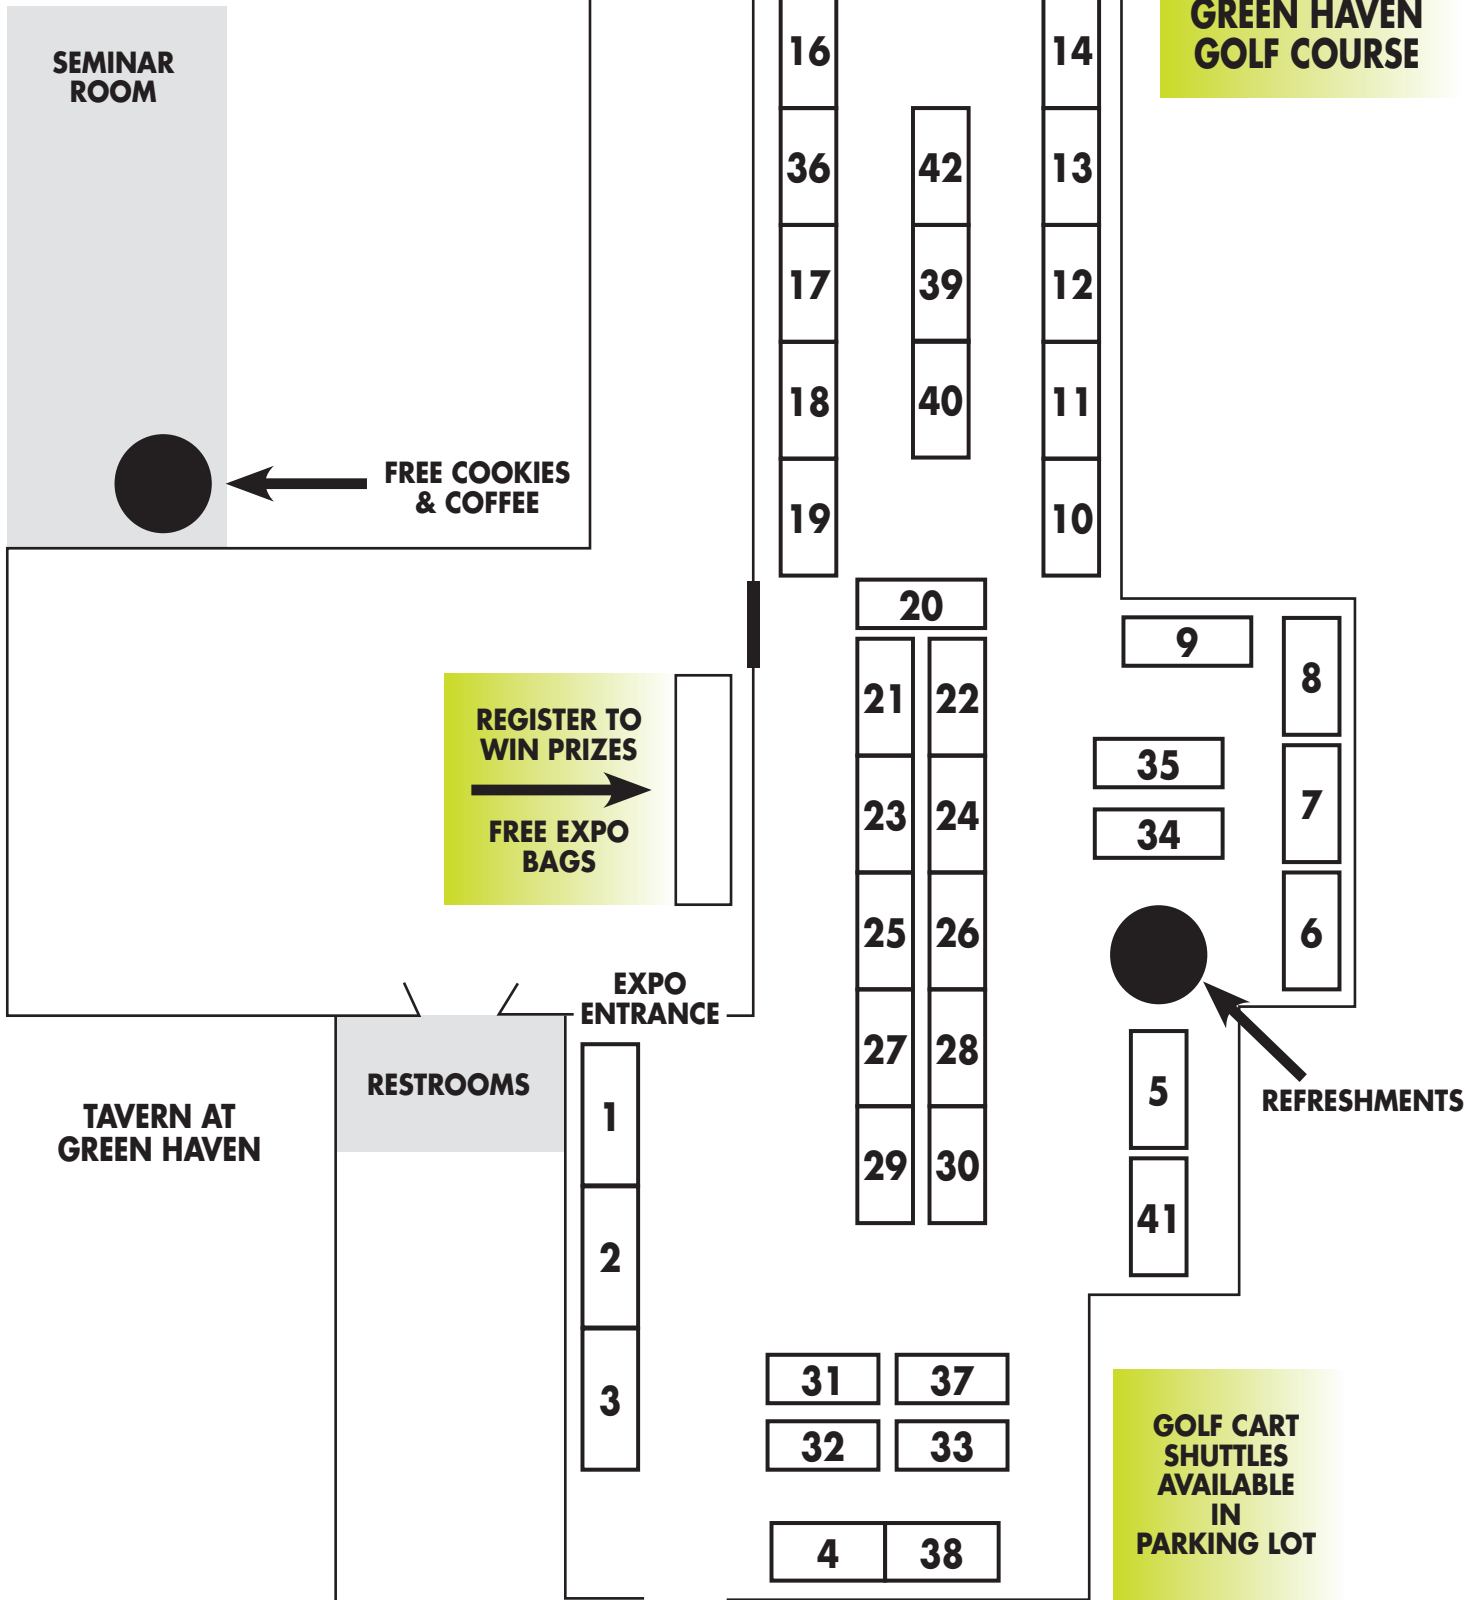 GREEN HAVEN
GOLF COURSE
SEMINAR
ROOM
16
14
36
42
13
17
39
12
18
40
11
FREE COOKIES
& COFFEE
19
10
20
9
8
21
22
REGISTER TO
WIN PRIZES
FREE EXPO
BAGS
35
7
34
23
24
25
26
6
EXPO
ENTRANCE
27
28
RESTROOMS
5
REFRESHMENTS
1
TAVERN AT
GREEN HAVEN
29
30
41
2
31
37
3
32
33
GOLF CART
SHUTTLES
AVAILABLE
IN
PARKING LOT
4
38